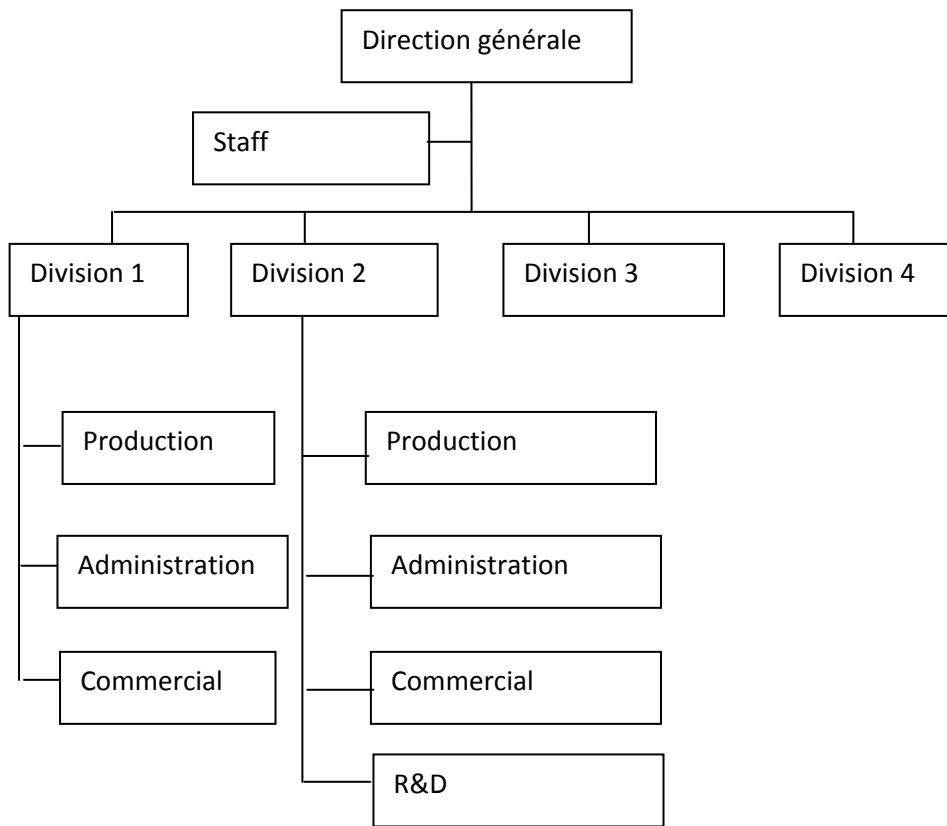 Direction générale
Staff
Division 1
Division 2
Division 3
Division 4
Production
Production
Administration
Administration
Commercial
Commercial
R&D